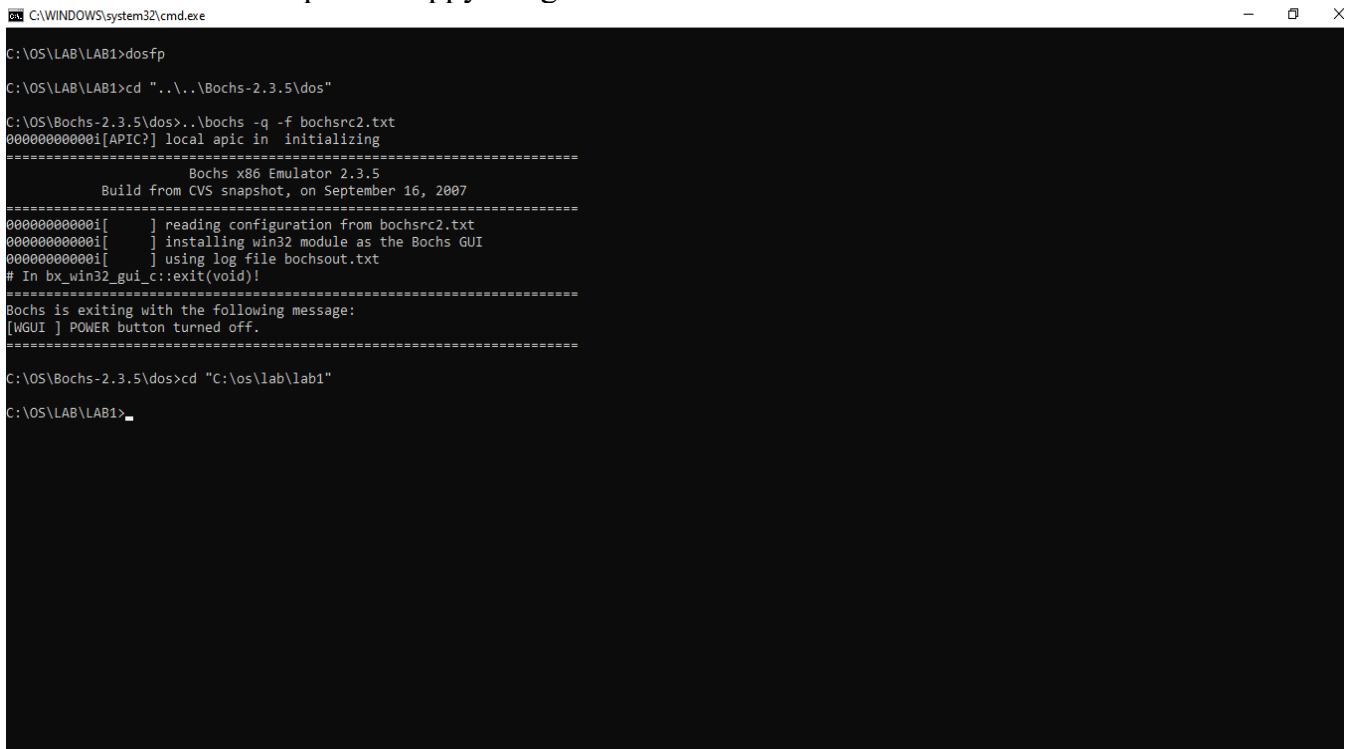 C:\WINDOWS\system32\cmd.exe
C:\OS\LAB\LAB1>dosfp
C:\OS\LAB\LAB1>cd "..\..\Bochs-2.3.5\dos"
C:\OS\Bochs-2.3.5\dos>..\bochs -q -f bochsrc2.txt
00000000000i[APIC?] local apic in  initializing
========================================================================
                       Bochs x86 Emulator 2.3.5
            Build from CVS snapshot, on September 16, 2007
========================================================================
00000000000i[     ] reading configuration from bochsrc2.txt
00000000000i[     ] installing win32 module as the Bochs GUI
00000000000i[     ] using log file bochsout.txt
# In bx_win32_gui_c::exit(void)!
========================================================================
Bochs is exiting with the following message:
[WGUI ] POWER button turned off.
========================================================================
C:\OS\Bochs-2.3.5\dos>cd "C:\os\lab\lab1"
C:\OS\LAB\LAB1>